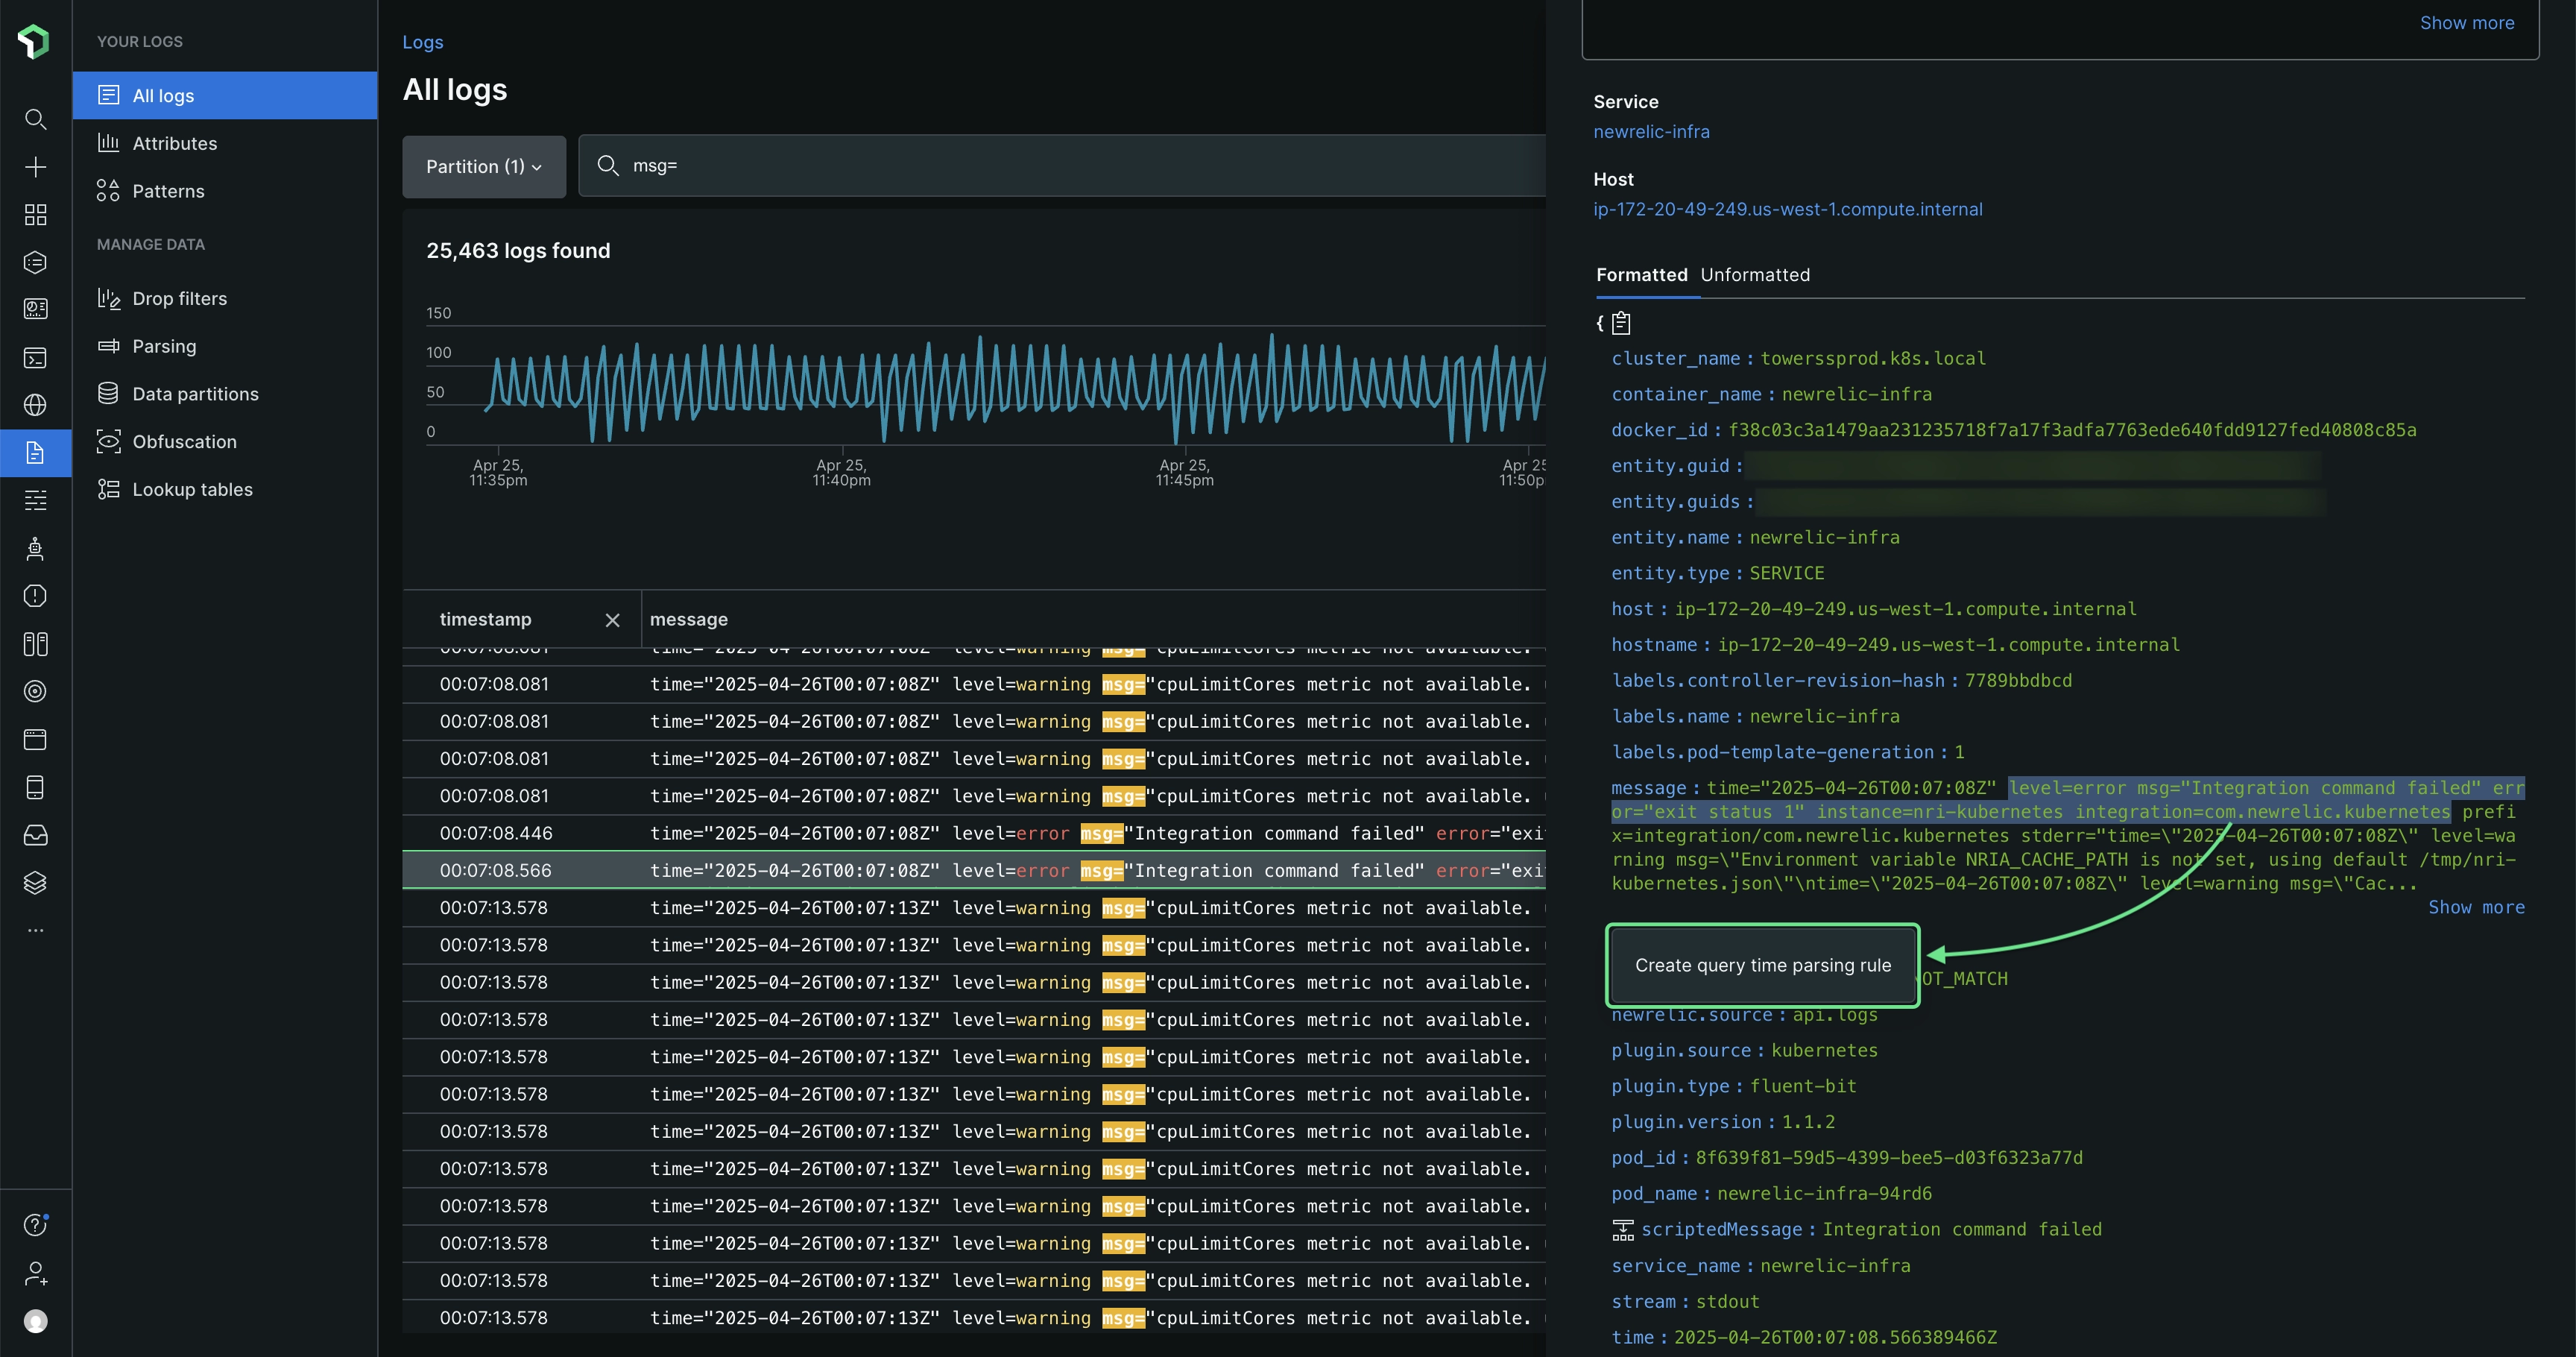 YOUR LOGS
All logs
Attributes
Patterns
MANAGE DATA
Drop filters
Parsing
Data partitions
Obfuscation
Lookup tables
Logs
All logs
Partition (1)
msg=
25,463 logs found
150
100
50
0
Apr 25,
11:35pm
Apr 25,
11:40pm
Apr 25,
11:45pm
Apr 25
11:50p
timestamp
message
00:07:08.081 time="2025-04-26T00:07:08Z" level=warning msg="cpuLimitCores metric not available.
00:07:08.081 time="2025-04-26T00:07:08Z" level=warning msg="cpuLimitCores metric not available.
00:07:08.081 time="2025-04-26T00:07:08Z" level=warning msg="cpuLimitCores metric not available.
00:07:08.081 time="2025-04-26T00:07:08Z" level=warning msg="cpuLimitCores metric not available.
00:07:08.081 time="2025-04-26T00:07:08Z" level=warning msg="cpuLimitCores metric not available.
00:07:08.446 time="2025-04-26T00:07:08Z" level=error msg="Integration command failed" error="exi
00:07:08.566 time="2025-04-26T00:07:08Z" level=error msg="Integration command failed" error="exi
00:07:13.578 time="2025-04-26T00:07:13Z" level=warning msg="cpuLimitCores metric not available.
00:07:13.578 time="2025-04-26T00:07:13Z" level=warning msg="cpuLimitCores metric not available.
00:07:13.578 time="2025-04-26T00:07:13Z" level=warning msg="cpuLimitCores metric not available.
00:07:13.578 time="2025-04-26T00:07:13Z" level=warning msg="cpuLimitCores metric not available.
00:07:13.578 time="2025-04-26T00:07:13Z" level=warning msg="cpuLimitCores metric not available.
00:07:13.578 time="2025-04-26T00:07:13Z" level=warning msg="cpuLimitCores metric not available.
00:07:13.578 time="2025-04-26T00:07:13Z" level=warning msg="cpuLimitCores metric not available.
00:07:13.578 time="2025-04-26T00:07:13Z" level=warning msg="cpuLimitCores metric not available.
00:07:13.578 time="2025-04-26T00:07:13Z" level=warning msg="cpuLimitCores metric not available.
00:07:13.578 time="2025-04-26T00:07:13Z" level=warning msg="cpuLimitCores metric not available.
00:07:13.578 time="2025-04-26T00:07:13Z" level=warning msg="cpuLimitCores metric not available.
00:07:13.578 time="2025-04-26T00:07:13Z" level=warning msg="cpuLimitCores metric not available.
Show more
Service
newrelic-infra
Host
ip-172-20-49-249.us-west-1.compute.internal
Formatted Unformatted
{
cluster_name : towerssprod.k8s.local
container_name : newrelic-infra
docker_id : f38c03c3a1479aa231235718f7a17f3adfa7763ede640fdd9127fed40808c85a
entity.guid :
entity.guids :
entity.name : newrelic-infra
entity.type : SERVICE
host : ip-172-20-49-249.us-west-1.compute.internal
hostname : ip-172-20-49-249.us-west-1.compute.internal
labels.controller-revision-hash : 7789bbdbcd
labels.name : newrelic-infra
labels.pod-template-generation : 1
message : time="2025-04-26T00:07:08Z" level=error msg="Integration command failed" err
or="exit status 1" instance=nri-kubernetes integration=com.newrelic.kubernetes prefi
x=integration/com.newrelic.kubernetes stderr="time=\"2025-04-26T00:07:08Z\" level=wa
rning msg=\"Environment variable NRIA_CACHE_PATH is not set, using default /tmp/nri-
kubernetes.json\"\ntime=\"2025-04-26T00:07:08Z\" level=warning msg=\"Cac...
Show more
Create query time parsing rule
OT_MATCH
newrelic.source : api.logs
plugin.source : kubernetes
plugin.type : fluent-bit
plugin.version : 1.1.2
pod_id : 8f639f81-59d5-4399-bee5-d03f6323a77d
pod_name : newrelic-infra-94rd6
scriptedMessage : Integration command failed
service_name : newrelic-infra
stream : stdout
time : 2025-04-26T00:07:08.566389466Z